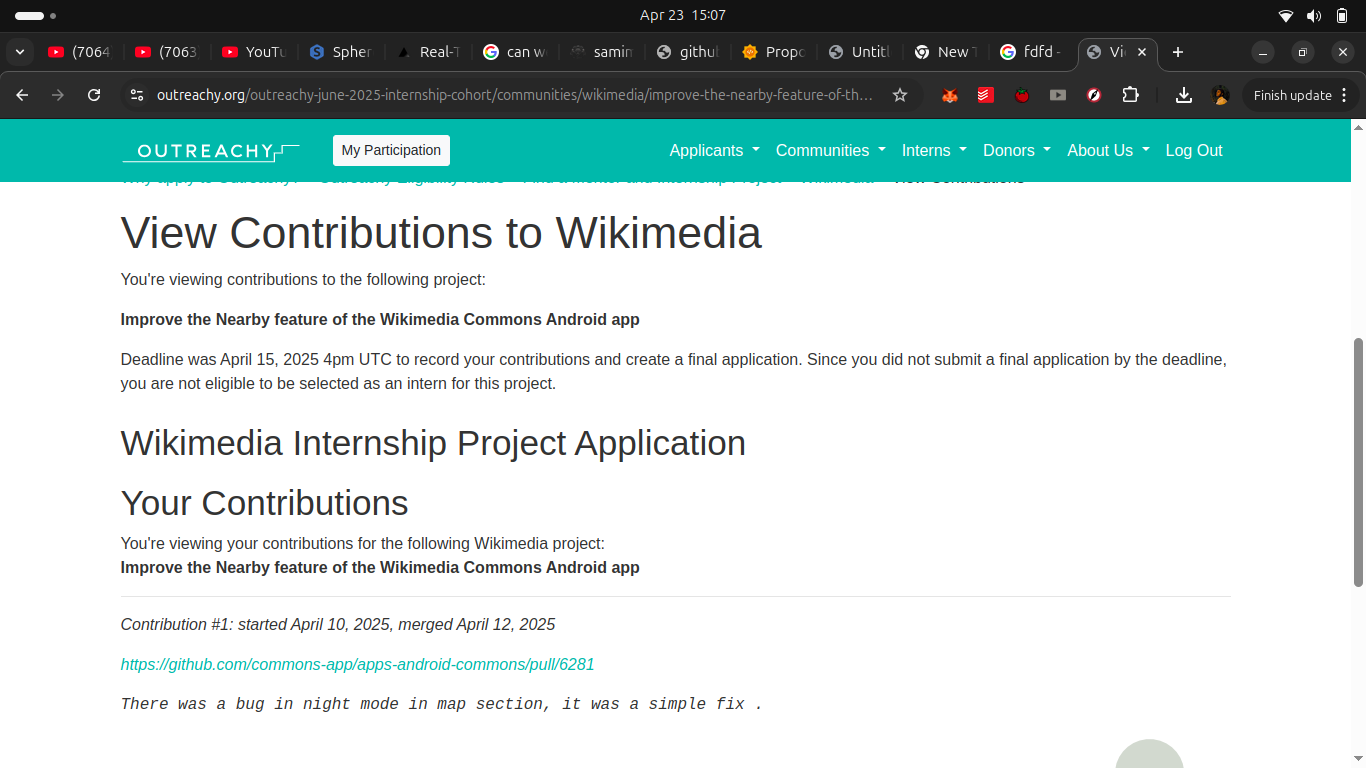 Apr 23 15:07
(7064 (7063 YouTu Spher Real-T can w samin githul Propo Untitl New T fdfd - Vi
outreachy.org/outreachy-june-2025-internship-cohort/communities/wikimedia/improve-the-nearby-feature-of-th… Finish update
OUTREACHY My Participation Applicants Communities Interns Donors About Us Log Out
View Contributions to Wikimedia
You're viewing contributions to the following project:
Improve the Nearby feature of the Wikimedia Commons Android app
Deadline was April 15, 2025 4pm UTC to record your contributions and create a final application. Since you did not submit a final application by the deadline,
you are not eligible to be selected as an intern for this project.
Wikimedia Internship Project Application
Your Contributions
You're viewing your contributions for the following Wikimedia project:
Improve the Nearby feature of the Wikimedia Commons Android app
Contribution #1: started April 10, 2025, merged April 12, 2025
https://github.com/commons-app/apps-android-commons/pull/6281
There was a bug in night mode in map section, it was a simple fix .